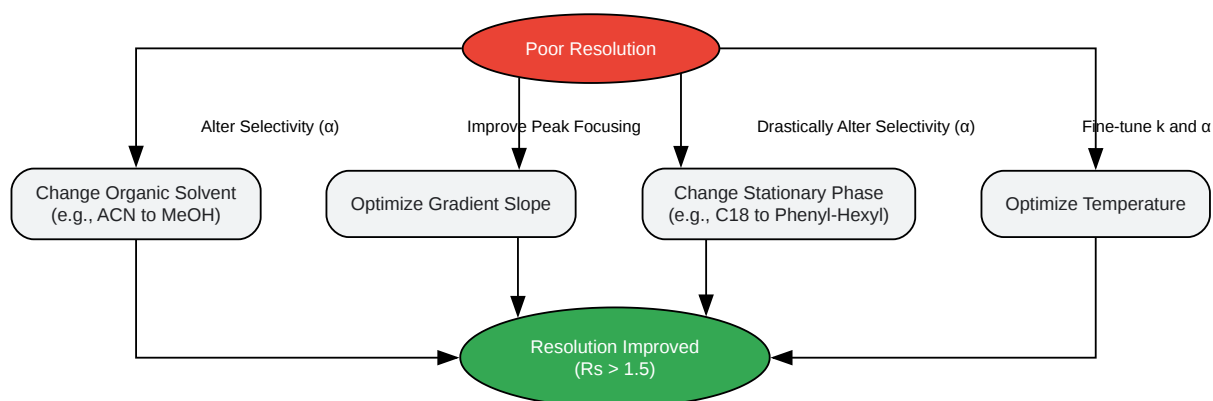 Poor Resolution
Alter Selectivity (α)
Improve Peak Focusing
Drastically Alter Selectivity (α)
Fine-tune k and α
Change Organic Solvent
(e.g., ACN to MeOH)
Optimize Gradient Slope
Change Stationary Phase
(e.g., C18 to Phenyl-Hexyl)
Optimize Temperature
Resolution Improved
(Rs > 1.5)